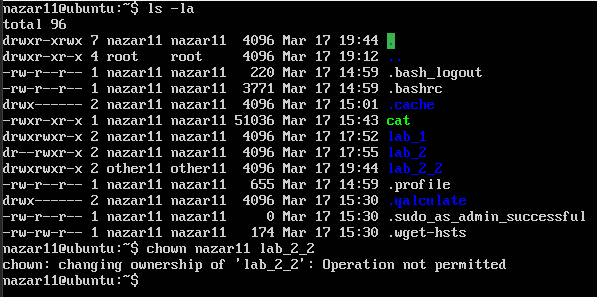 nazar11@ubuntu:~$ ls -la
total 96
drwxr-xrwx 7 nazar11 nazar11  4096 Mar 17 19:44 .
drwxr-xr-x 4 root    root     4096 Mar 17 19:12 ..
-rw-r--r-- 1 nazar11 nazar11   220 Mar 17 14:59 .bash_logout
-rw-r--r-- 1 nazar11 nazar11  3771 Mar 17 14:59 .bashrc
drwx------ 2 nazar11 nazar11  4096 Mar 17 15:01 .cache
-rwxr-xr-x 1 nazar11 nazar11 51036 Mar 17 15:43 cat
drwxrwxr-x 2 nazar11 nazar11  4096 Mar 17 17:52 lab_1
dr--rwxr-x 2 nazar11 nazar11  4096 Mar 17 17:55 lab_2
drwxrwxr-x 2 other11 other11  4096 Mar 17 19:44 lab_2_2
-rw-r--r-- 1 nazar11 nazar11   655 Mar 17 14:59 .profile
drwx------ 2 nazar11 nazar11  4096 Mar 17 15:30 .qalculate
-rw-r--r-- 1 nazar11 nazar11     0 Mar 17 15:30 .sudo_as_admin_successful
-rw-rw-r-- 1 nazar11 nazar11   174 Mar 17 15:30 .wget-hsts
nazar11@ubuntu:~$ chown nazar11 lab_2_2
chown: changing ownership of 'lab_2_2': Operation not permitted
nazar11@ubuntu:~$